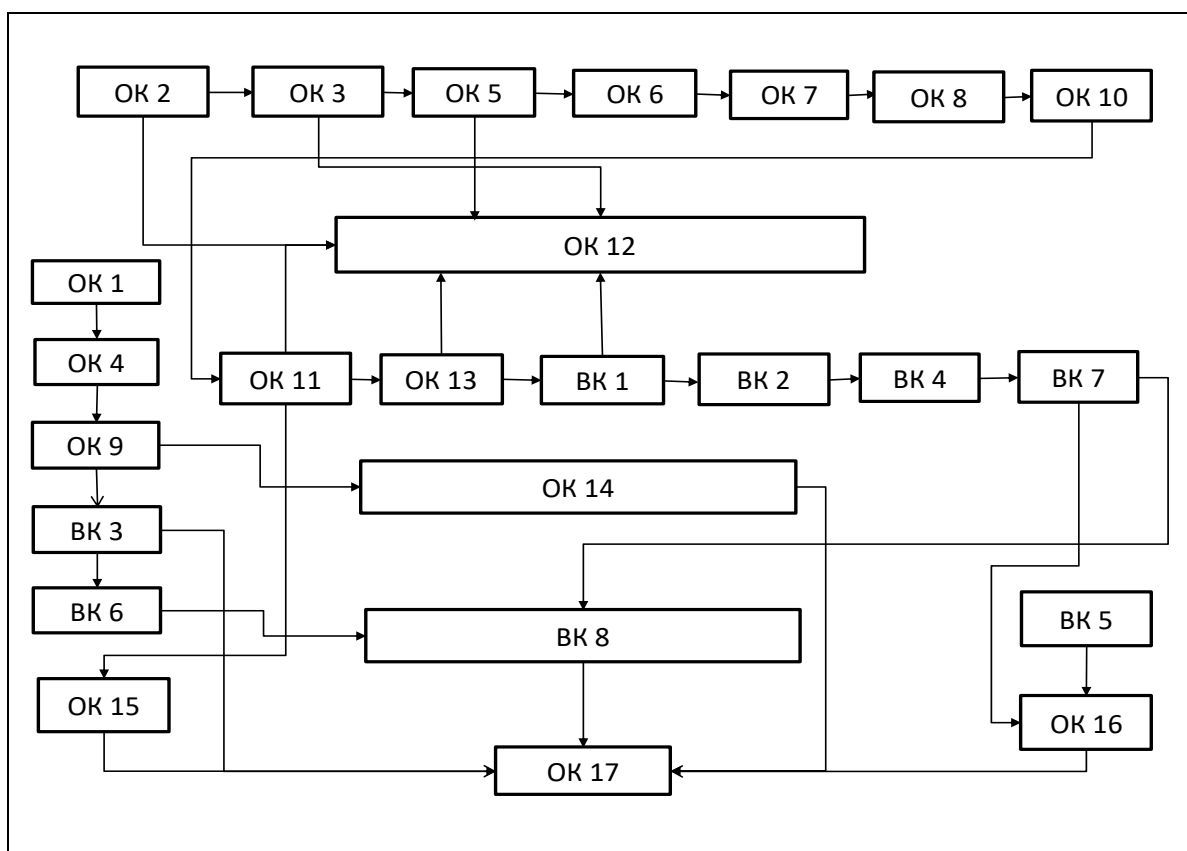 ОК 2
ОК 3
ОК 5
ОК 6
ОК 7
ОК 8
ОК 10
ОК 12
ОК 1
ОК 4
ОК 11
ОК 13
ВК 1
ВК 2
ВК 4
ВК 7
ОК 9
ОК 14
ВК 3
ВК 6
ВК 8
ВК 5
ОК 15
ОК 16
ОК 17